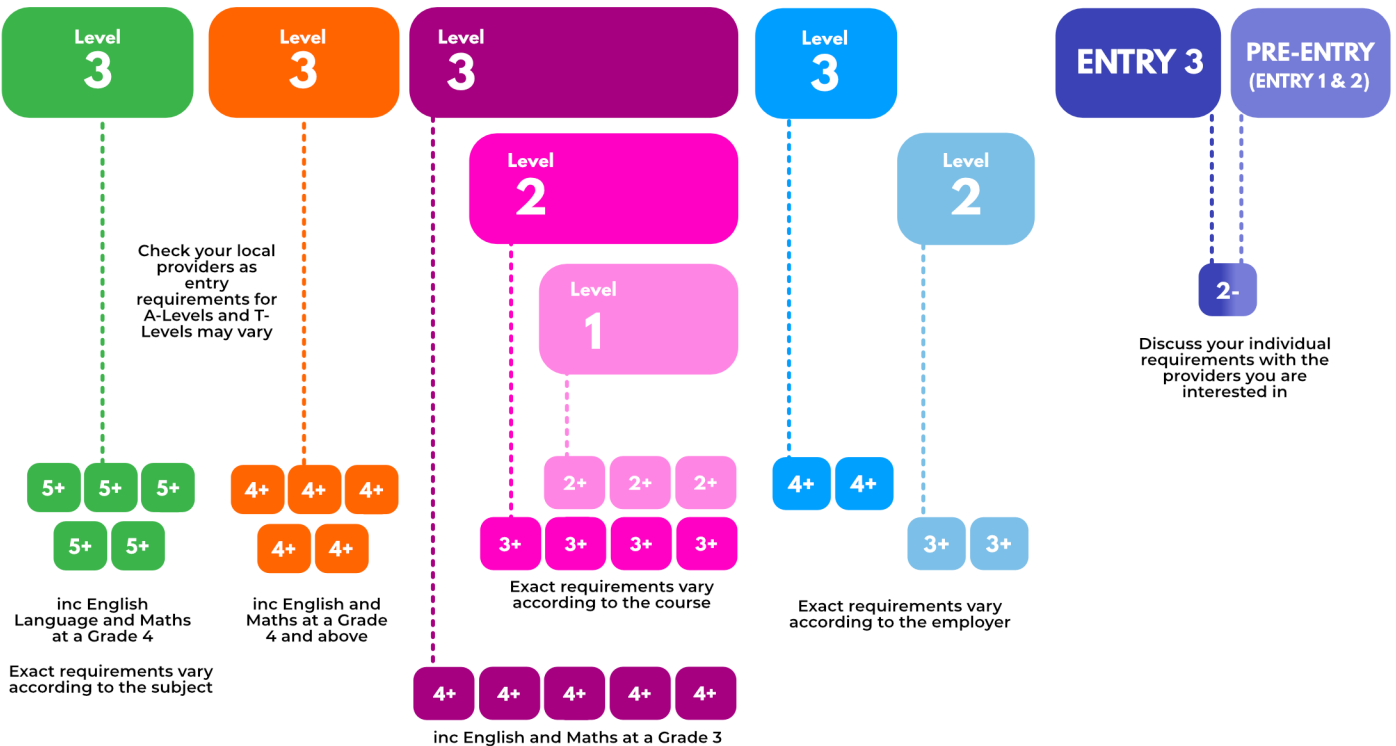 Level
3
Level
3
Level
3
Level
3
ENTRY 3
PRE-ENTRY
(ENTRY 1 & 2)
Level
2
Level
2
Level
1
Check your local
providers as
entry
requirements for
A-Levels and T-
Levels may vary
2-
Discuss your individual
requirements with the
providers you are
interested in
5+ 5+ 5+
5+ 5+
inc English
Language and Maths
at a Grade 4
Exact requirements vary
according to the subject
4+ 4+ 4+
4+ 4+
inc English and
Maths at a Grade
4 and above
2+ 2+ 2+
3+ 3+ 3+ 3+
Exact requirements vary
according to the course
4+ 4+ 4+ 4+ 4+
inc English and Maths at a Grade 3
4+ 4+
3+ 3+
Exact requirements vary
according to the employer